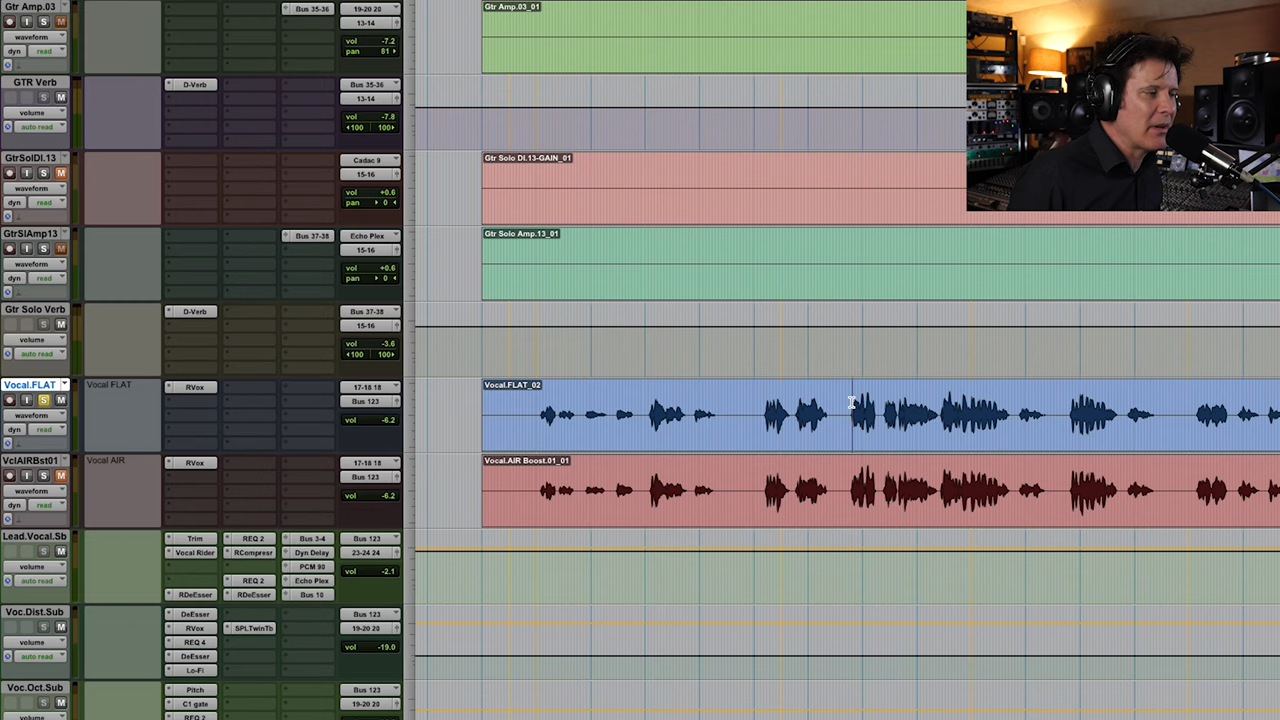 Gtr Amp.03
Bus 35-36
19-20 20
Gtr Amp.03_01
I S M
13-14
waveform
vol -7.2
dyn read
pan 81
GTR Verb
D-Verb
Bus 35-36
S M
13-14
volume
vol -7.8
auto read
100 100
GtrSolDI.13
Cadac 9
Gtr Solo DI.13-GAIN_01
I S M
15-16
waveform
vol +0.6
dyn read
pan 0
GtrSlAmp13
Bus 37-38
Echo Plex
Gtr Solo Amp.13_01
I S M
15-16
waveform
vol +0.6
dyn read
pan 0
Gtr Solo Verb
D-Verb
Bus 37-38
S M
15-16
volume
vol -3.6
auto read
100 100
Vocal.FLAT
Vocal FLAT
RVox
17-18 18
Vocal.FLAT_02
I S M
Bus 123
waveform
vol -6.2
dyn read
VclAIRBst01
Vocal AIR
RVox
17-18 18
Vocal.AIR Boost.01_01
I S M
Bus 123
waveform
vol -6.2
dyn read
Lead.Vocal.Sb
Trim
REQ 2
Bus 3-4
Bus 123
S M
Vocal Rider
RCompresr
Dyn Delay
23-24 24
volume
PCM 90
vol -2.1
auto read
REQ 2
Echo Plex
RDeEsser
RDeEsser
Bus 10
Voc.Dist.Sub
DeEsser
Bus 123
S M
RVox
SPLTwinTb
19-20 20
volume
REQ 4
vol -19.0
auto read
DeEsser
Lo-Fi
Voc.Oct.Sub
Pitch
Bus 123
S M
C1 gate
19-20 20
volume
REQ 2